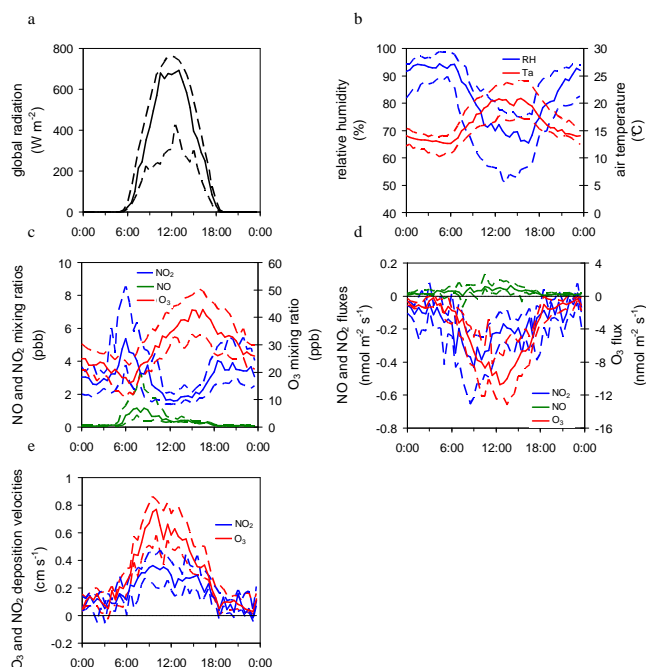 a
800
600
400
200
0
global radiation
(W m-2)
0:00 6:00 12:00 18:00 0:00
b
100
90
80
70
60
50
40
relative humidity
(%)
RH
Ta
30
25
20
15
10
5
0
air temperature
(℃)
0:00 6:00 12:00 18:00 0:00
c
10
8
6
4
2
0
NO and NO2 mixing ratios
(ppb)
NO2
NO
O3
60
50
40
30
20
10
0
O3 mixing ratio
(ppb)
0:00 6:00 12:00 18:00 0:00
d
0.2
0
-0.2
-0.4
-0.6
-0.8
NO and NO2 fluxes
(nmol m-2 s-1)
NO2
NO
O3
4
0
-4
-8
-12
-16
O3 flux
(nmol m-2 s-1)
0:00 6:00 12:00 18:00 0:00
e
1
0.8
0.6
0.4
0.2
0
-0.2
O3 and NO2 deposition velocities
(cm s-1)
NO2
O3
0:00 6:00 12:00 18:00 0:00